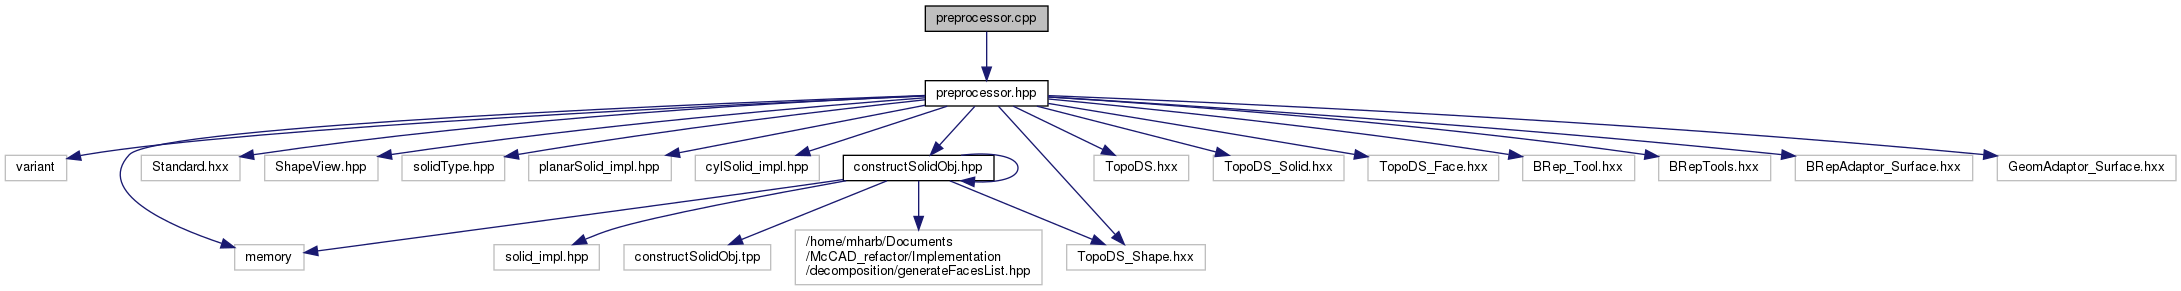 preprocessor.cpp
preprocessor.hpp
variant
Standard.hxx
ShapeView.hpp
solidType.hpp
planarSolid_impl.hpp
cylSolid_impl.hpp
constructSolidObj.hpp
TopoDS.hxx
TopoDS_Solid.hxx
TopoDS_Face.hxx
BRep_Tool.hxx
BRepTools.hxx
BRepAdaptor_Surface.hxx
GeomAdaptor_Surface.hxx
memory
solid_impl.hpp
constructSolidObj.tpp
/home/mharb/Documents
/McCAD_refactor/Implementation
/decomposition/generateFacesList.hpp
TopoDS_Shape.hxx